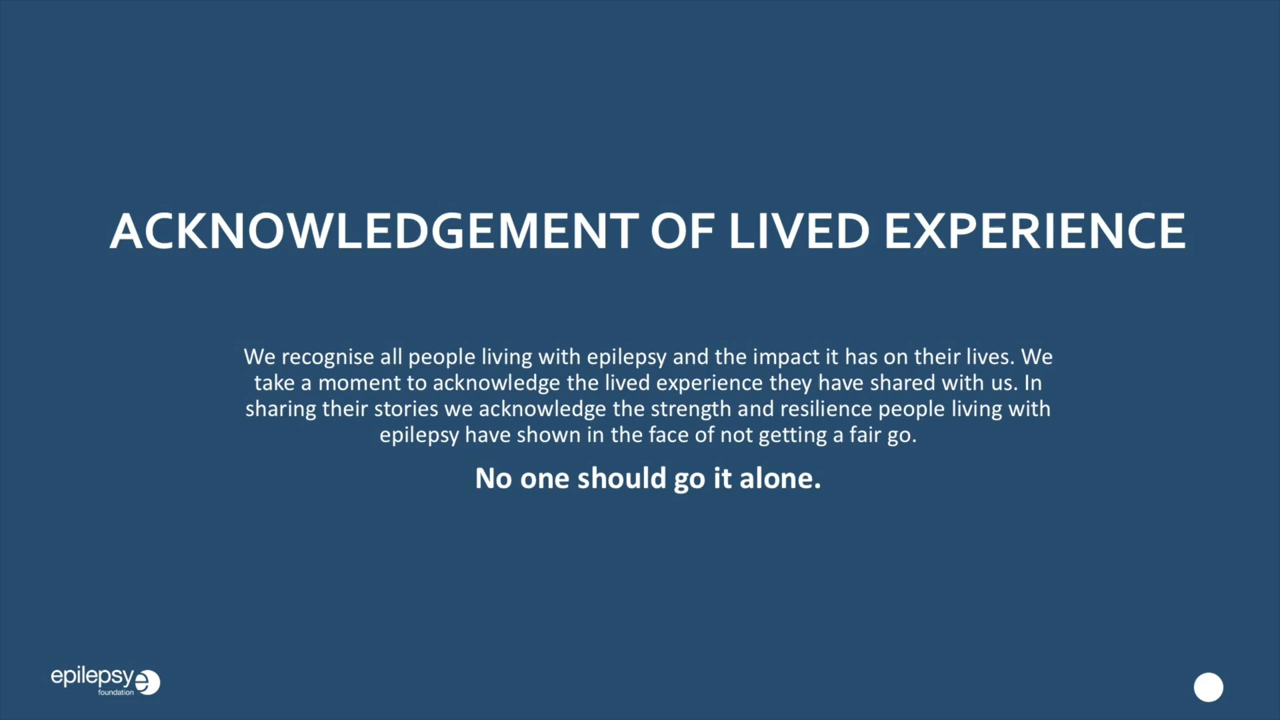 ACKNOWLEDGEMENT OF LIVED EXPERIENCE
We recognise all people living with epilepsy and the impact it has on their lives. We
take a moment to acknowledge the lived experience they have shared with us. In
sharing their stories we acknowledge the strength and resilience people living with
epilepsy have shown in the face of not getting a fair go.
No one should go it alone.
epilepsy e
foundation